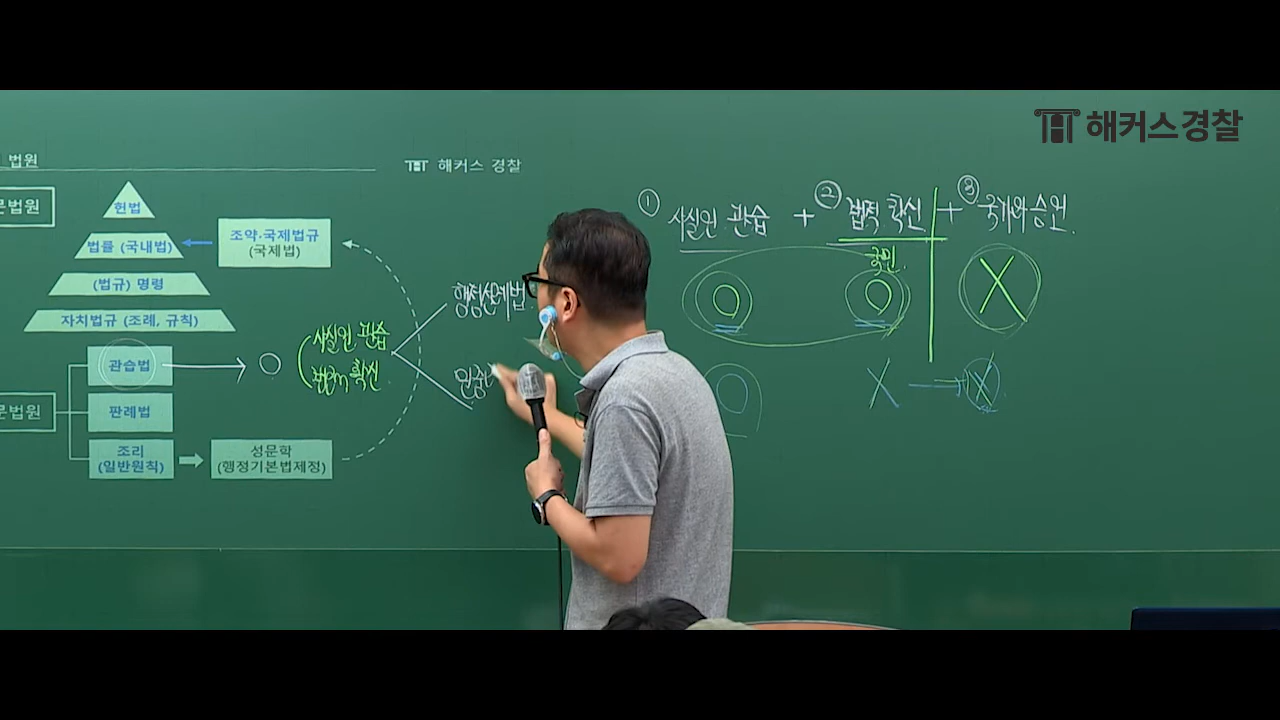 해커스경찰
법원
해커스 경찰
문법원
헌법
법률 (국내법)
조약·국제법규
(국제법)
(법규) 명령
자치법규 (조례, 규칙)
관습법
판례법
문법원
조리
(일반원칙)
성문학
(행정기본법제정)
사실인 관습
확신
행정선례법
민중
① 사실인 관습 + ② 법적 확신 + ③ 국가의 승인
국민
O
O
O
X
O
X
X